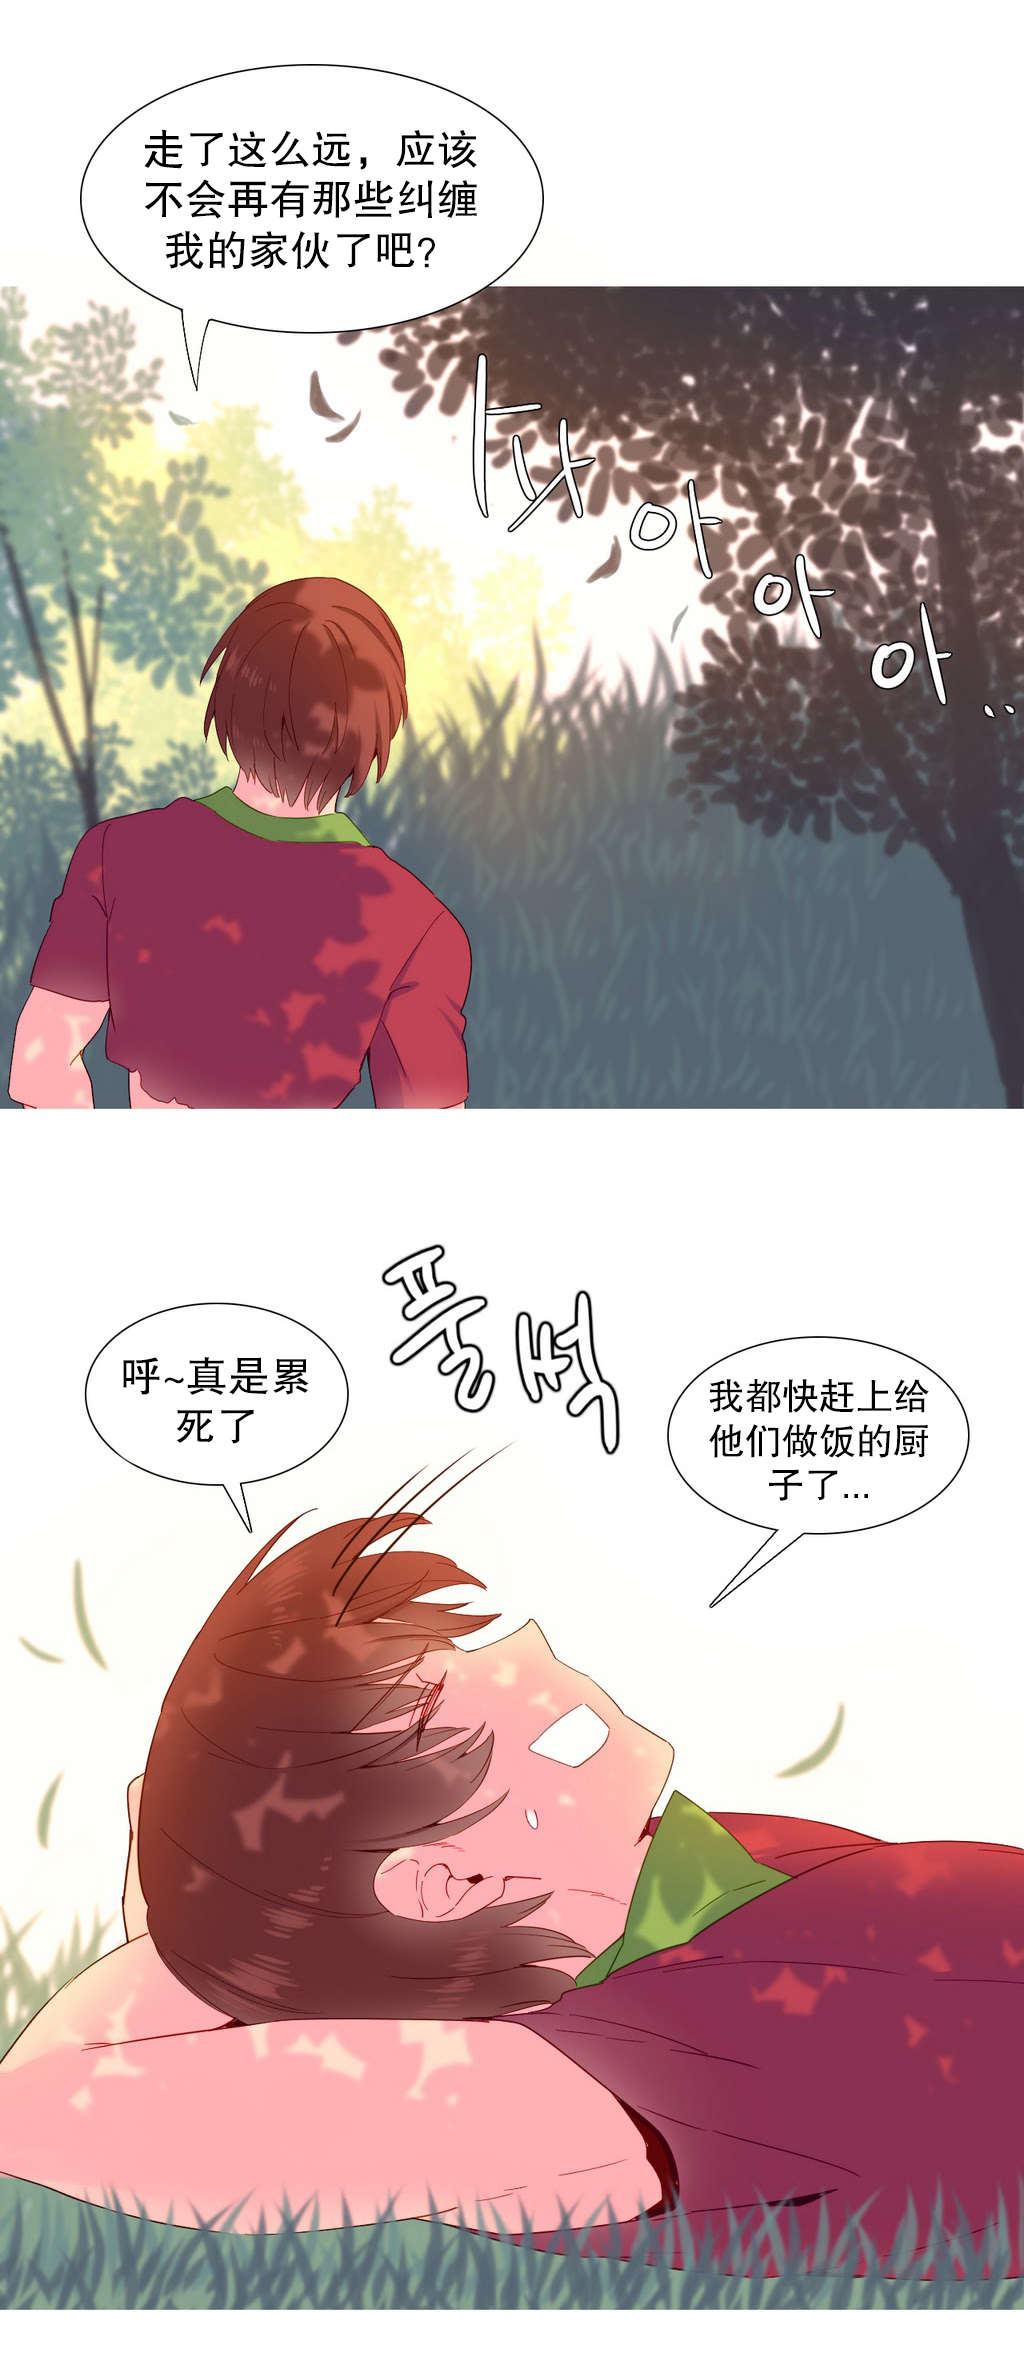 走了这么远，应该
不会再有那些纠缠
我的家伙了吧？
쏴아아아..
풀썩
呼~真是累
死了
我都快赶上给
他们做饭的厨
子了...